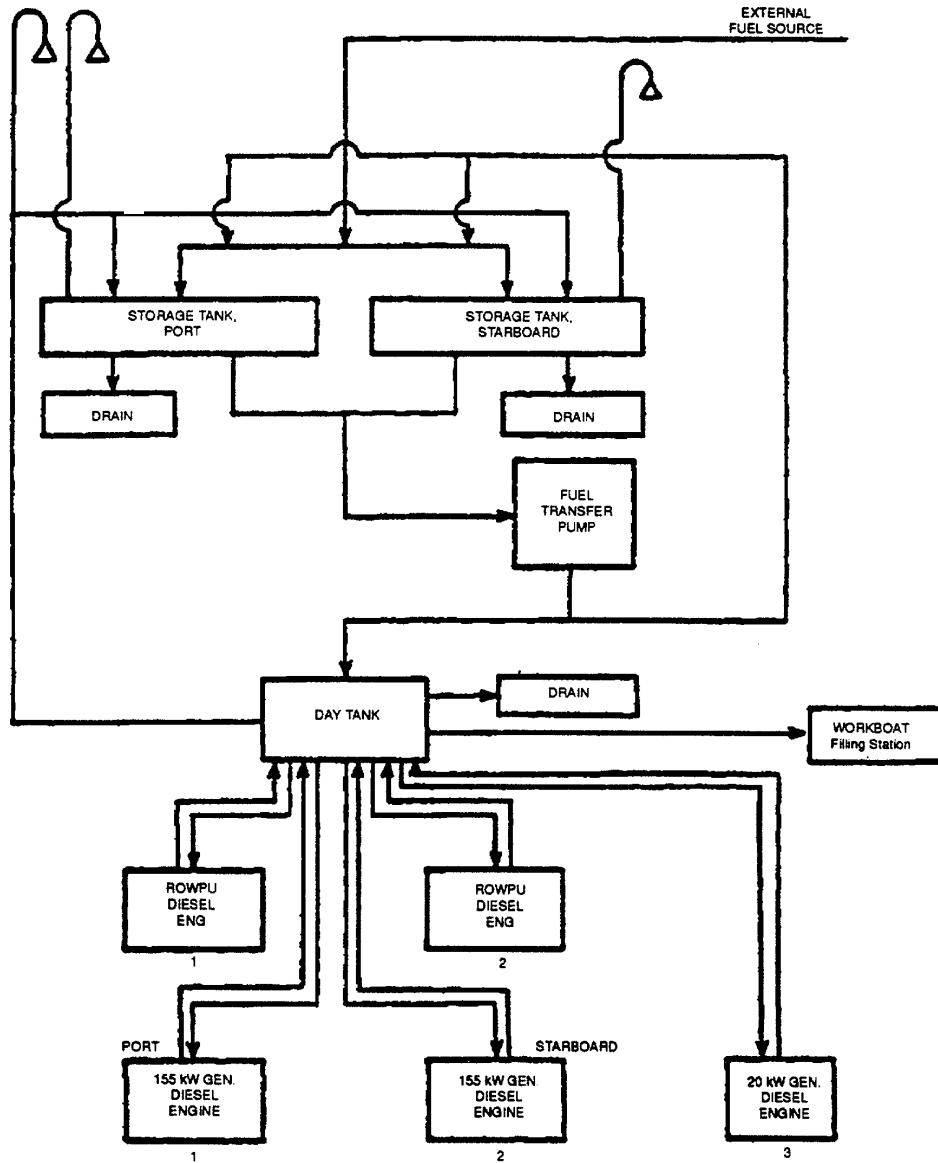 EXTERNAL
FUEL SOURCE
STORAGE TANK,
PORT
STORAGE TANK,
STARBOARD
DRAIN
DRAIN
FUEL
TRANSFER
PUMP
DRAIN
DAY TANK
WORKBOAT
Filling Station
ROWPU
DIESEL
ENG
1
ROWPU
DIESEL
ENG
2
PORT
155 kW GEN.
DIESEL
ENGINE
1
STARBOARD
155 kW GEN.
DIESEL
ENGINE
2
20 kW GEN.
DIESEL
ENGINE
3